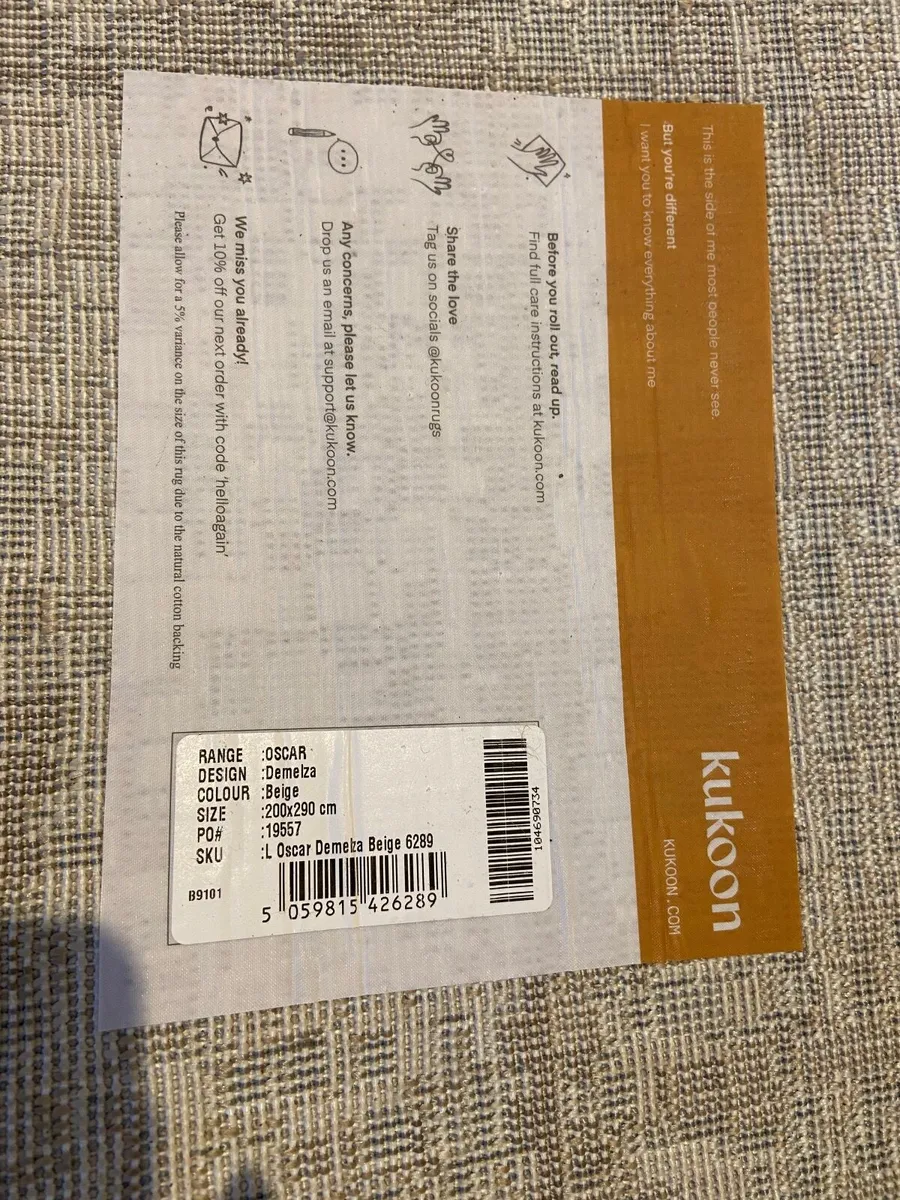 This is the side of me most people never see.
But you're different
I want you to know everything about me
kukoon
KUKOON.COM
Before you roll out, read up.
Find full care instructions at kukoon.com
Share the love
Tag us on socials @kukoonrugs
Any concerns, please let us know.
Drop us an email at support@kukoon.com
We miss you already!
Get 10% off our next order with code 'helloagain'
Please allow for a 5% variance on the size of this rug due to the natural cotton backing
RANGE :OSCAR
DESIGN :Demelza
COLOUR :Beige
SIZE :200x290 cm
PO# :19557
SKU :L Oscar Demelza Beige 6289
B9101
5 059815 426289
104690734